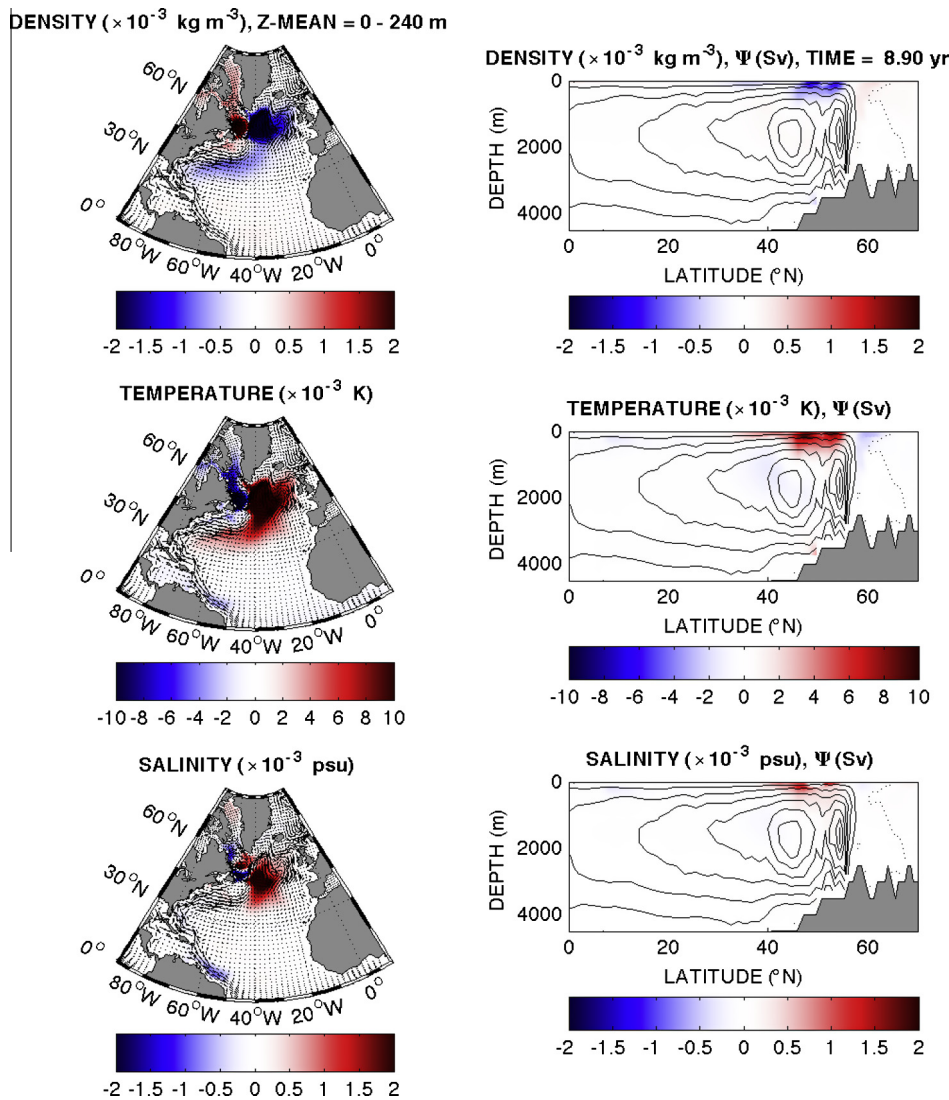 DENSITY (×10⁻³ kg m⁻³), Z-MEAN = 0 - 240 m
60°N
30°N
0°
80°W 60°W 40°W 20°W 0°
-2 -1.5 -1 -0.5 0 0.5 1 1.5 2
DENSITY (×10⁻³ kg m⁻³), Ψ(Sv), TIME = 8.90 yr
DEPTH (m)
0
2000
4000
0 20 40 60
LATITUDE (°N)
-2 -1.5 -1 -0.5 0 0.5 1 1.5 2
TEMPERATURE (×10⁻³ K)
60°N
30°N
0°
80°W 60°W 40°W 20°W 0°
-10 -8 -6 -4 -2 0 2 4 6 8 10
TEMPERATURE (×10⁻³ K), Ψ(Sv)
DEPTH (m)
0
2000
4000
0 20 40 60
LATITUDE (°N)
-10 -8 -6 -4 -2 0 2 4 6 8 10
SALINITY (×10⁻³ psu)
60°N
30°N
0°
80°W 60°W 40°W 20°W 0°
-2 -1.5 -1 -0.5 0 0.5 1 1.5 2
SALINITY (×10⁻³ psu), Ψ(Sv)
DEPTH (m)
0
2000
4000
0 20 40 60
LATITUDE (°N)
-2 -1.5 -1 -0.5 0 0.5 1 1.5 2